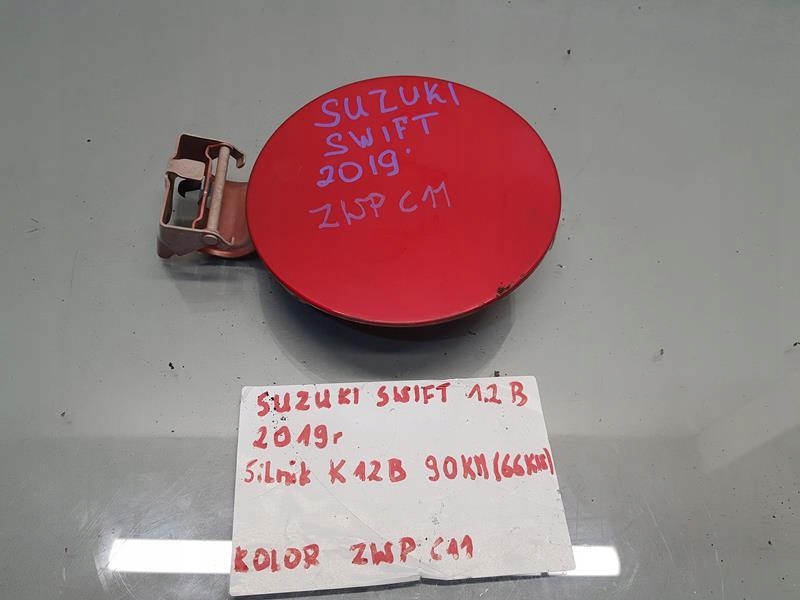 SUZUKI
SWIFT
2019.
ZWP C11
SUZUKI SWIFT 1.2 B
2019r
Silnik K12B 90KM (66KW)
KOLOR ZWP C11